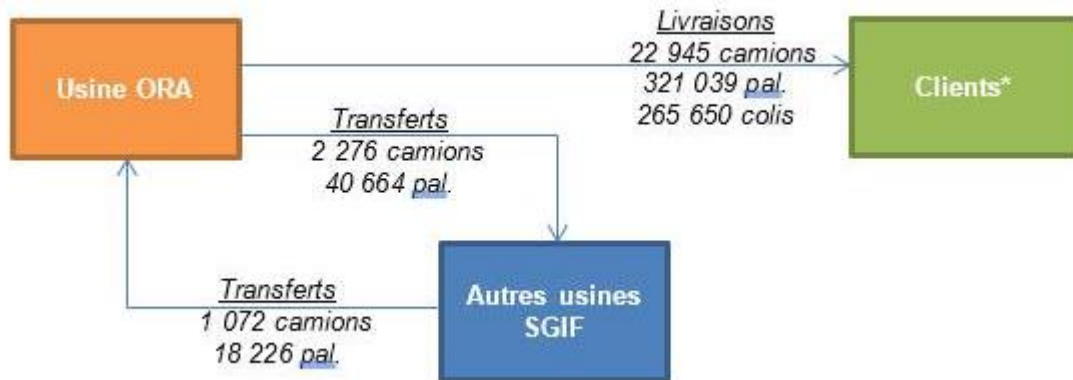 Usine ORA
Livraisons
22 945 camions
321 039 pal.
265 650 colis
Clients*
Transferts
2 276 camions
40 664 pal.
Transferts
1 072 camions
18 226 pal.
Autres usines
SGIF